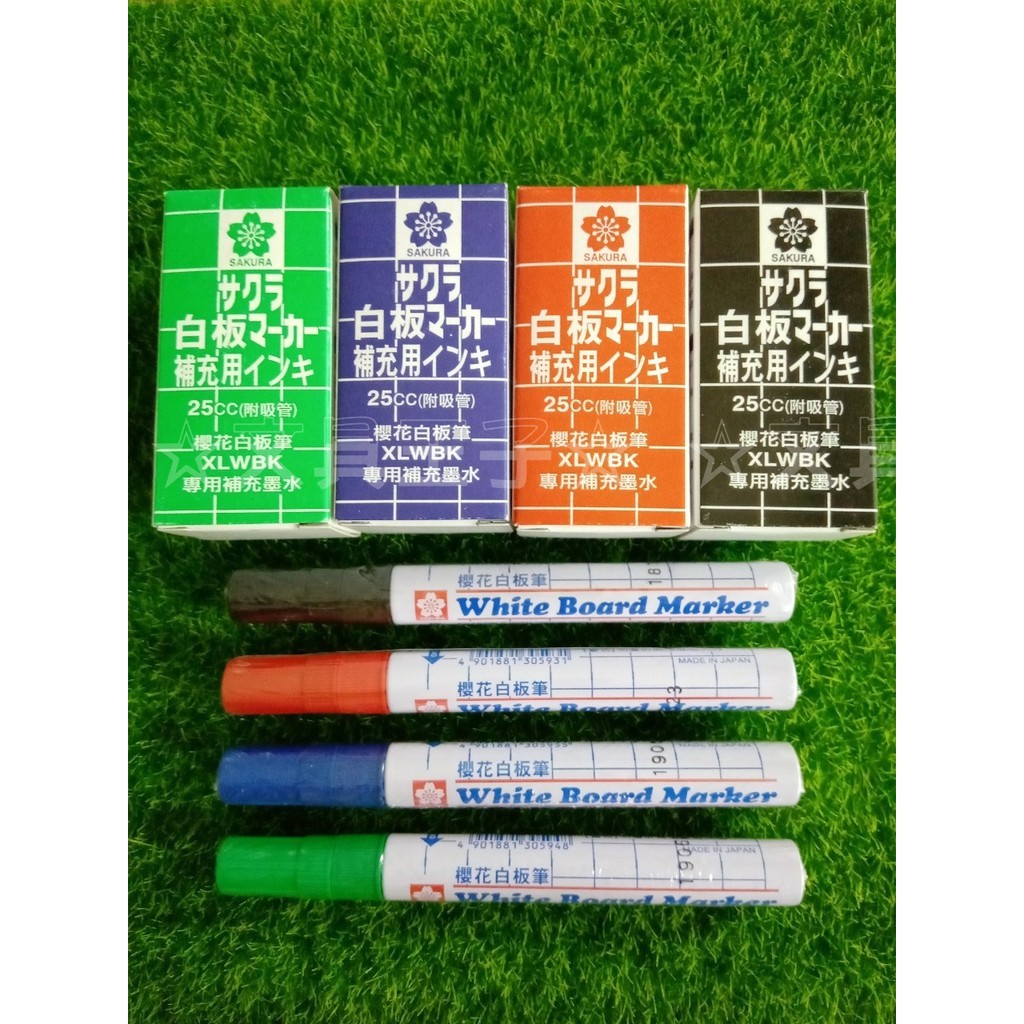 SAKURA
サクラ
白板マーカー
補充用インキ
25CC(附吸管)
櫻花白板筆
XLWBK
專用補充墨水
SAKURA
サクラ
白板マーカー
補充用インキ
25CC(附吸管)
櫻花白板筆
XLWBK
專用補充墨水
SAKURA
サクラ
白板マーカー
補充用インキ
25CC(附吸管)
櫻花白板筆
XLWBK
專用補充墨水
SAKURA
サクラ
白板マーカー
補充用インキ
25CC(附吸管)
櫻花白板筆
XLWBK
專用補充墨水
櫻花白板筆
18
White Board Marker
4 901881 305931
MADE IN JAPAN
櫻花白板筆
23
White Board Marker
櫻花白板筆
190
White Board Marker
4 901881 305948
MADE IN JAPAN
櫻花白板筆
1905
White Board Marker